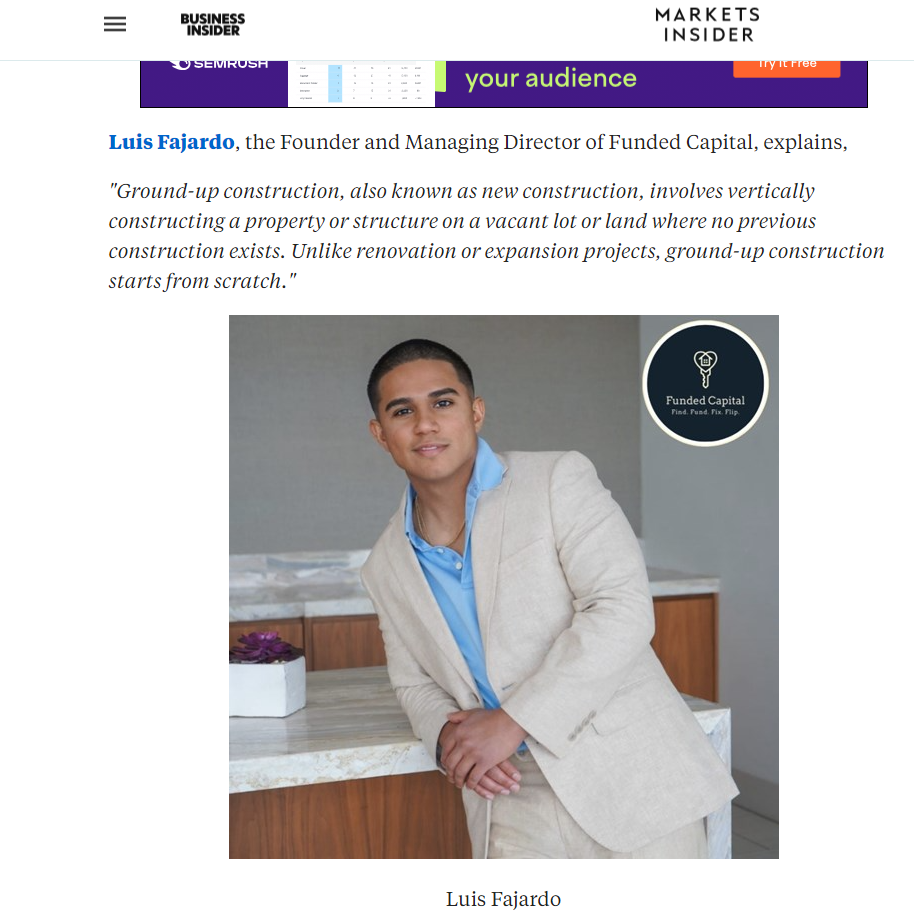 BUSINESS
INSIDER
MARKETS
INSIDER
SEMRUSH
your audience
Try it Free
Luis Fajardo, the Founder and Managing Director of Funded Capital, explains,
"Ground-up construction, also known as new construction, involves vertically
constructing a property or structure on a vacant lot or land where no previous
construction exists. Unlike renovation or expansion projects, ground-up construction
starts from scratch."
Funded Capital
Find. Fund. Fix. Flip.
Luis Fajardo